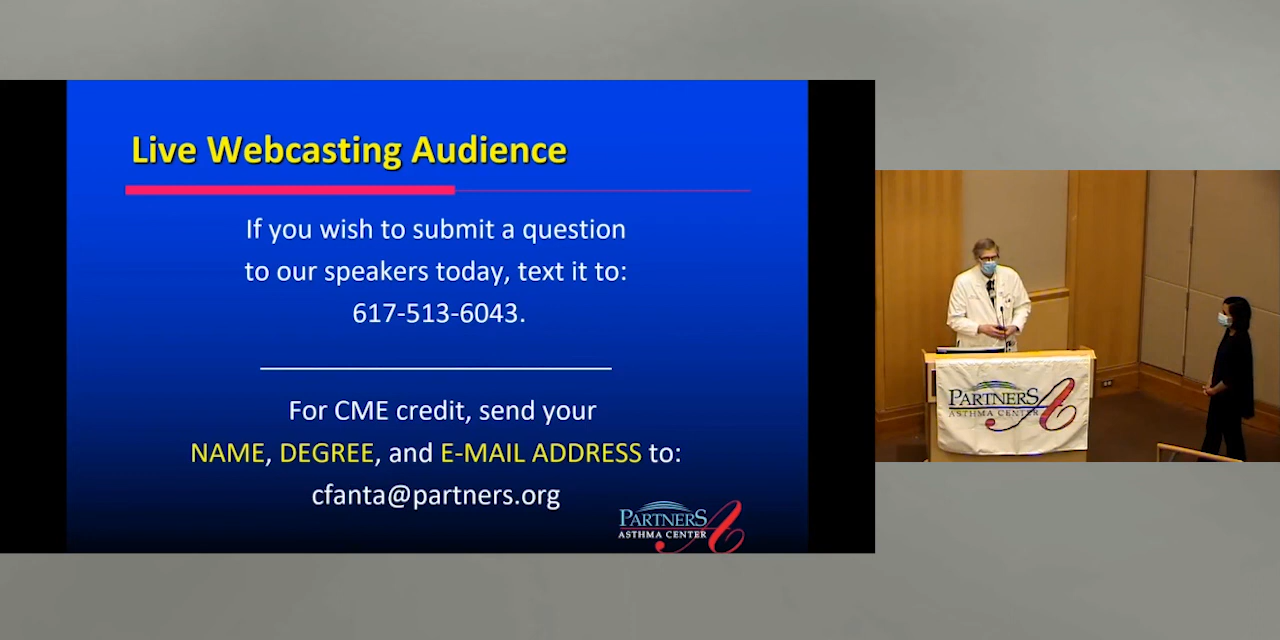 Live Webcasting Audience
If you wish to submit a question
to our speakers today, text it to:
617-513-6043.
For CME credit, send your
NAME, DEGREE, and E-MAIL ADDRESS to:
cfanta@partners.org
PARTNERS A
ASTHMA CENTER
PARTNERS A
ASTHMA CENTER